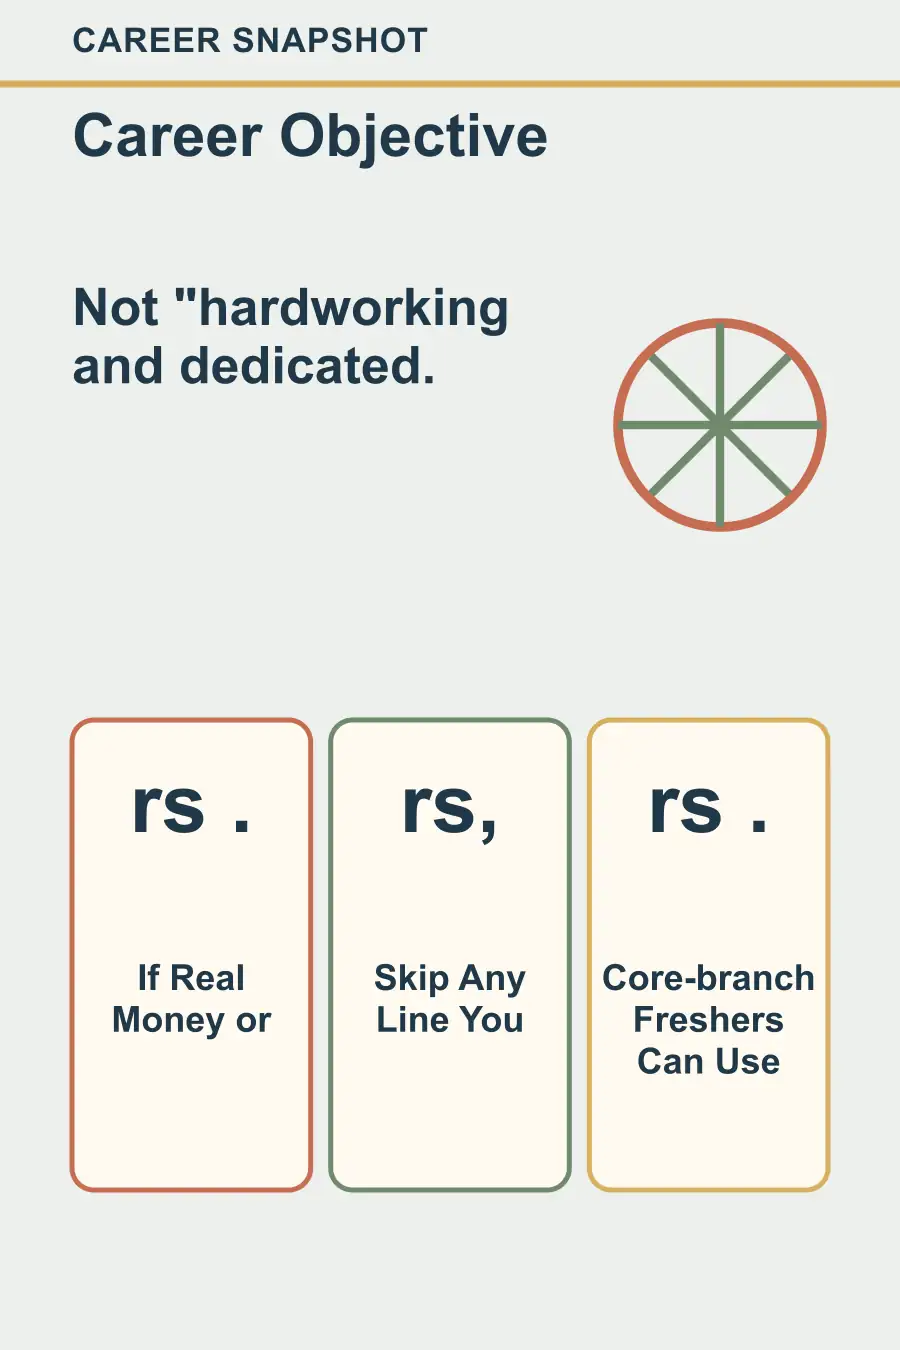 CAREER SNAPSHOT
Career Objective
Not "hardworking
and dedicated.
rs .
If Real
Money or
rs,
Skip Any
Line You
rs .
Core-branch
Freshers
Can Use